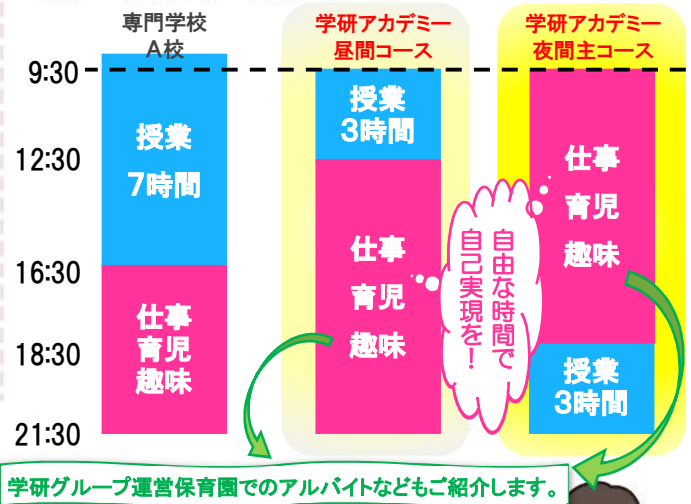 専門学校
A校
学研アカデミー
昼間コース
学研アカデミー
夜間主コース
9:30
12:30
16:30
18:30
21:30
授業
7時間
仕事
育児
趣味
授業
3時間
仕事
育児
趣味
仕事
育児
趣味
授業
3時間
自由な時間で
自己実現を！
学研グループ運営保育園でのアルバイトなどもご紹介します。